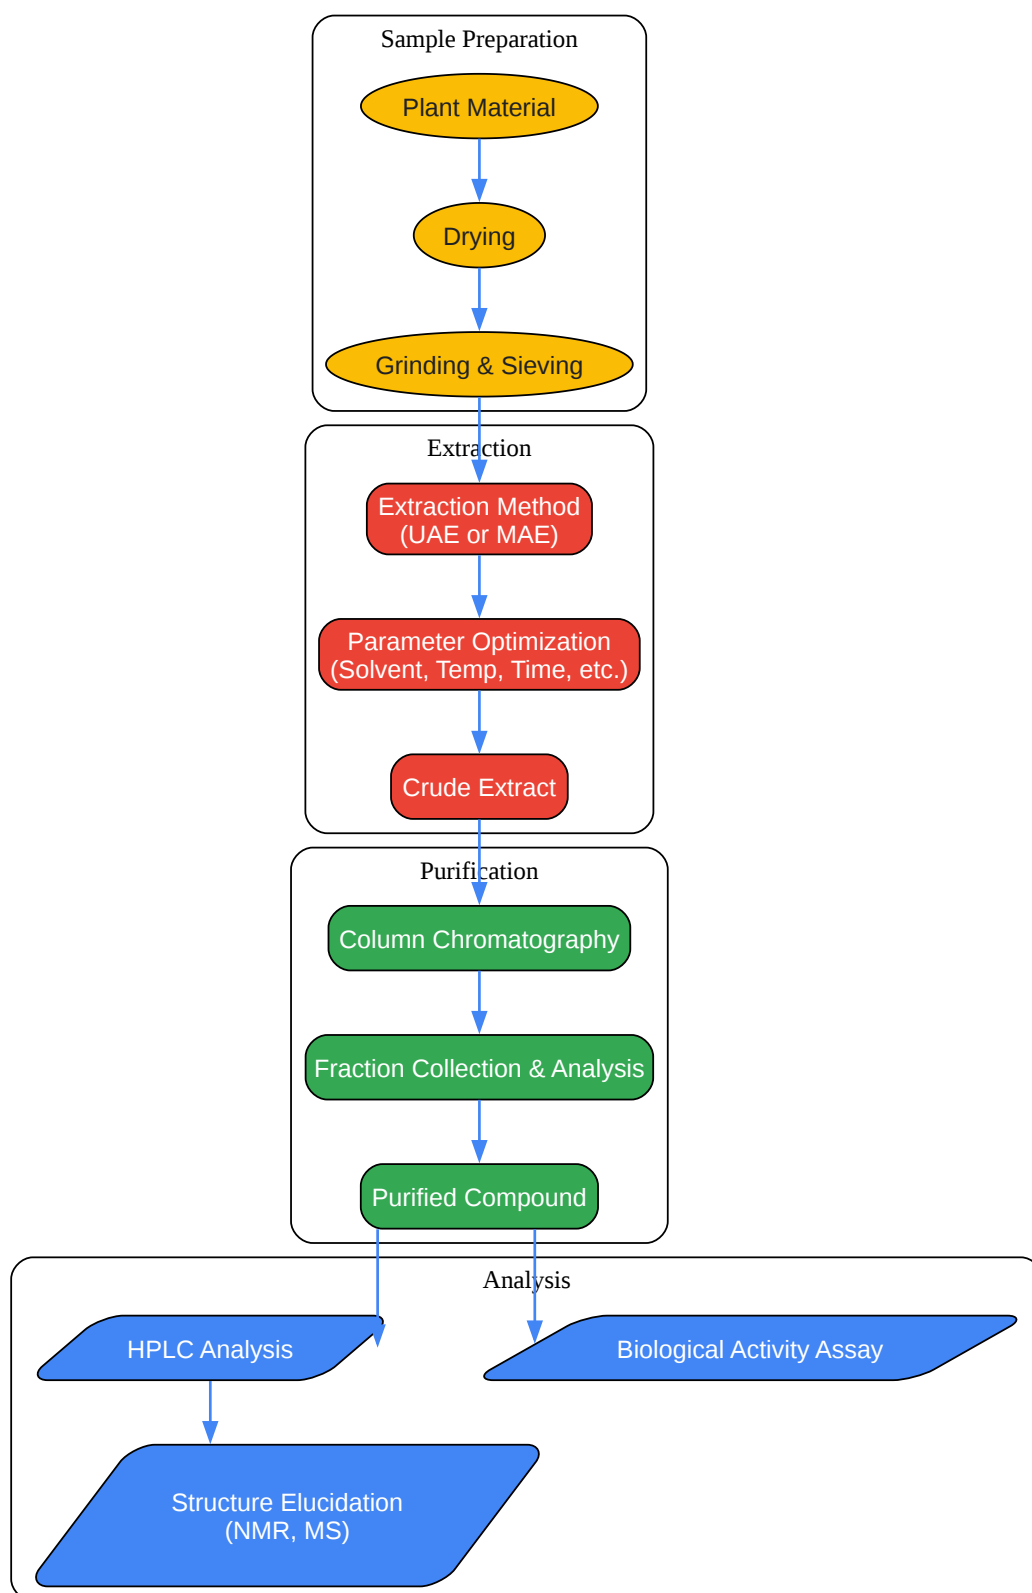 Sample Preparation
Plant Material
Drying
Grinding & Sieving
Extraction
Extraction Method
(UAE or MAE)
Parameter Optimization
(Solvent, Temp, Time, etc.)
Crude Extract
Purification
Column Chromatography
Fraction Collection & Analysis
Purified Compound
Analysis
HPLC Analysis
Biological Activity Assay
Structure Elucidation
(NMR, MS)